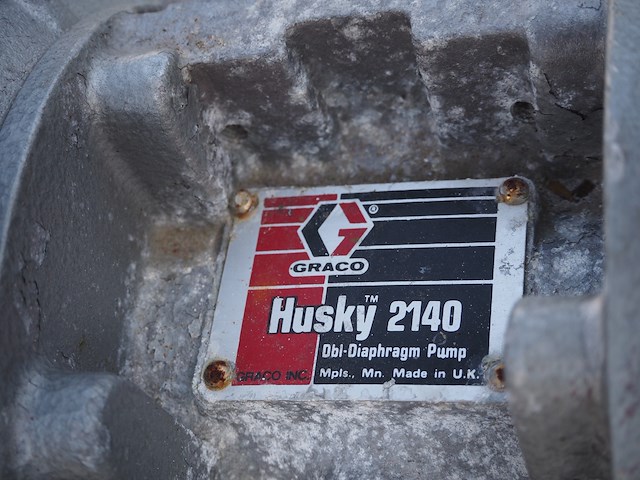 ®
GRACO
Husky™ 2140
Dbl-Diaphragm Pump
GRACO INC. Mpls., Mn. Made in U.K.